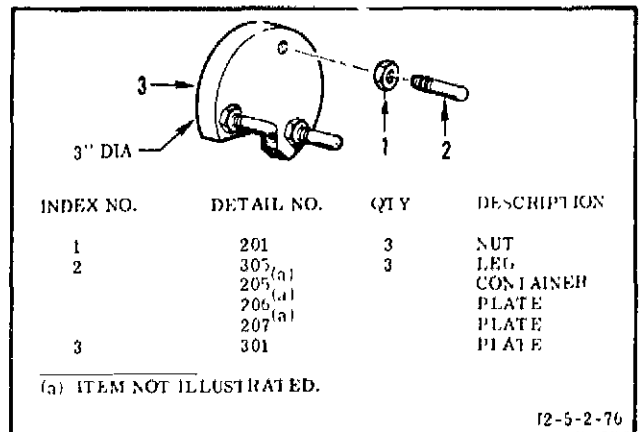 3
3" DIA
1
2
INDEX NO. DETAIL NO. QTY DESCRIPTION
1 201 3 NUT
2 305 3 LEG
205(a) CONTAINER
206(a) PLATE
207(a) PLATE
3 301 PLATE
(a) ITEM NOT ILLUSTRATED.
T2-5-2-76